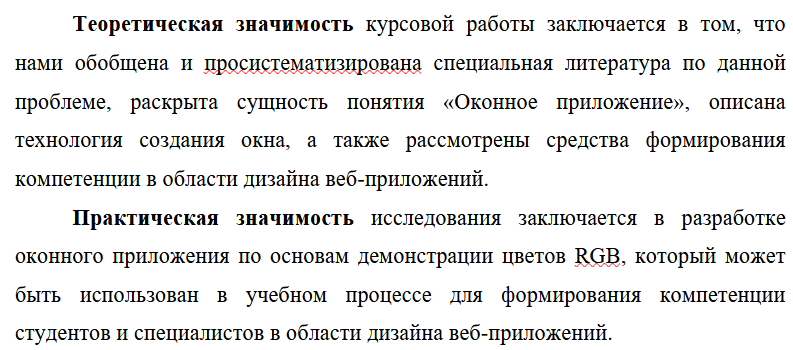 Теоретическая значимость курсовой работы заключается в том, что
нами обобщена и просистематизирована специальная литература по данной
проблеме, раскрыта сущность понятия «Оконное приложение», описана
технология создания окна, а также рассмотрены средства формирования
компетенции в области дизайна веб-приложений.
Практическая значимость исследования заключается в разработке
оконного приложения по основам демонстрации цветов RGB, который может
быть использован в учебном процессе для формирования компетенции
студентов и специалистов в области дизайна веб-приложений.